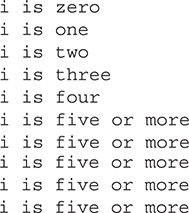 i is zero
i is one
i is two
i is three
i is four
i is five or more
i is five or more
i is five or more
i is five or more
i is five or more